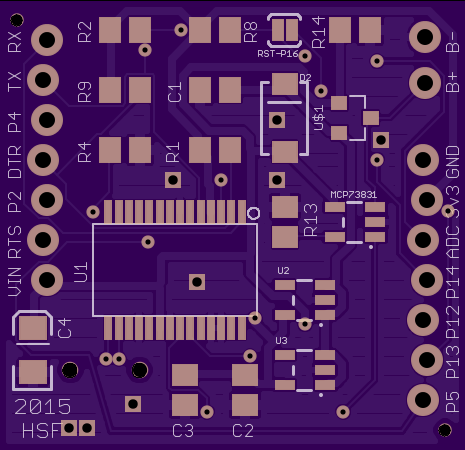 RX
R2
R8
RST-P16
R14
B-
TX
R9
C1
D2
U$1
B+
P4
R4
R1
DTR
GND
P2
MCP73831
3v3
RTS
R13
ADC
VIN
U1
U2
P14
C4
U3
P12
P13
2015
HSF
C3
C2
P5